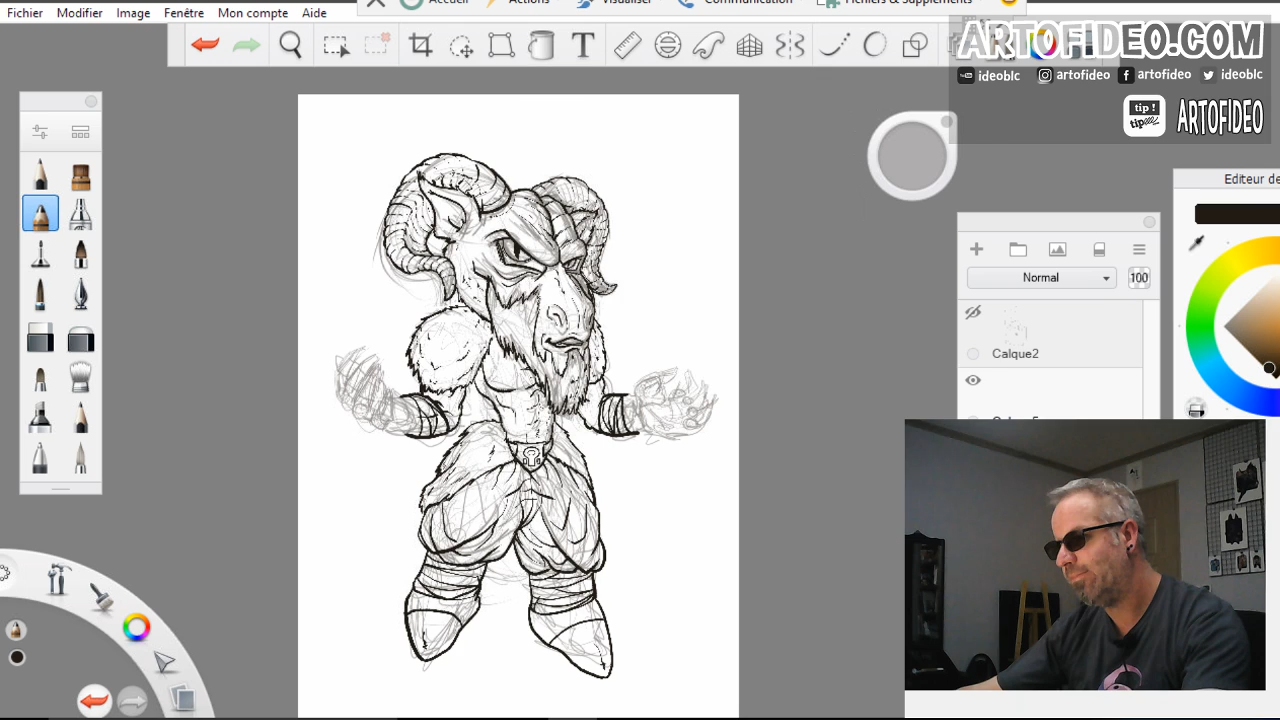 Accueil Actions Visualiser Communication Fichiers & Suppléments
Fichier Modifier Image Fenêtre Mon compte Aide
T
ARTOFIDEO.COM
ideoblc artofideo artofideo ideoblc
tip !
tip
ARTOFIDEO
Editeur de
Normal 100
Calque2